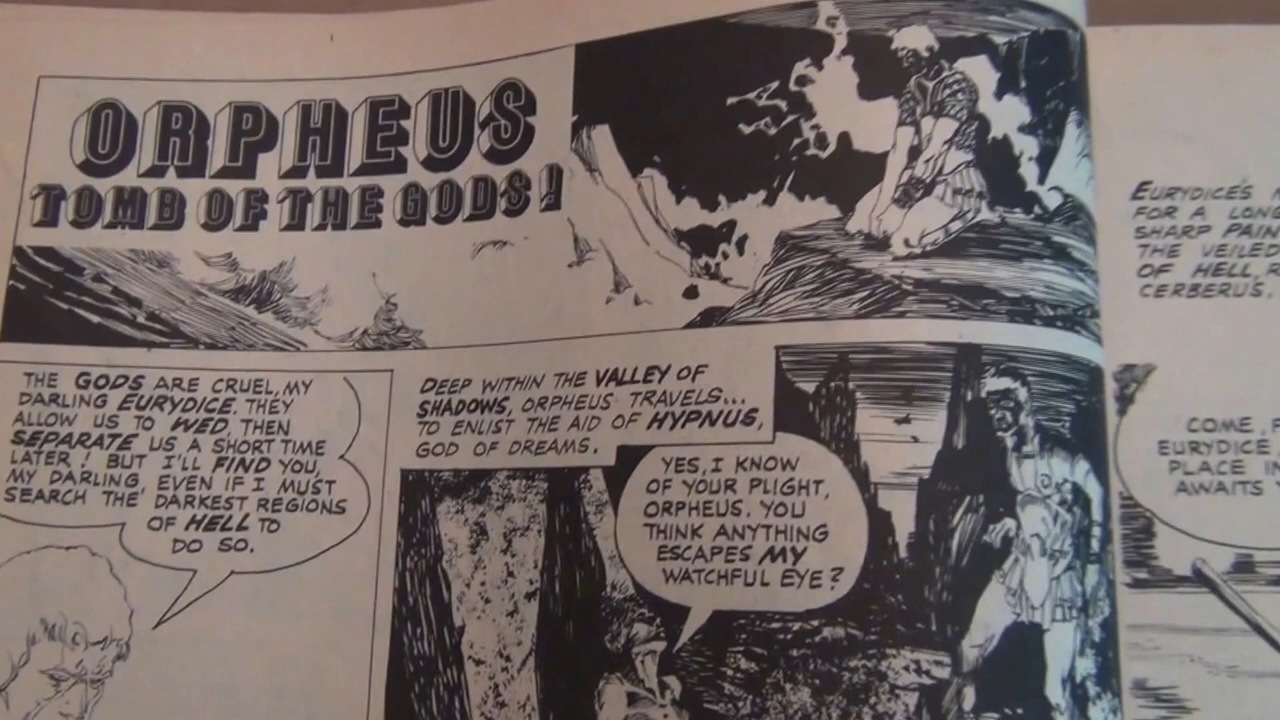 ORPHEUS
TOMB OF THE GODS!
THE GODS ARE CRUEL, MY
DARLING EURYDICE. THEY
ALLOW US TO WED, THEN
SEPARATE US A SHORT TIME
LATER! BUT I'LL FIND YOU,
MY DARLING, EVEN IF I MUST
SEARCH THE DARKEST REGIONS
OF HELL TO
DO SO.
DEEP WITHIN THE VALLEY OF
SHADOWS, ORPHEUS TRAVELS...
TO ENLIST THE AID OF HYPNUS,
GOD OF DREAMS.
YES, I KNOW
OF YOUR PLIGHT,
ORPHEUS. YOU
THINK ANYTHING
ESCAPES MY
WATCHFUL EYE?
EURYDICE'S
FOR A LONG
SHARP PAIN
THE VEILED
OF HELL,
CERBERUS.
COME,
EURYDICE
PLACE
AWAITS